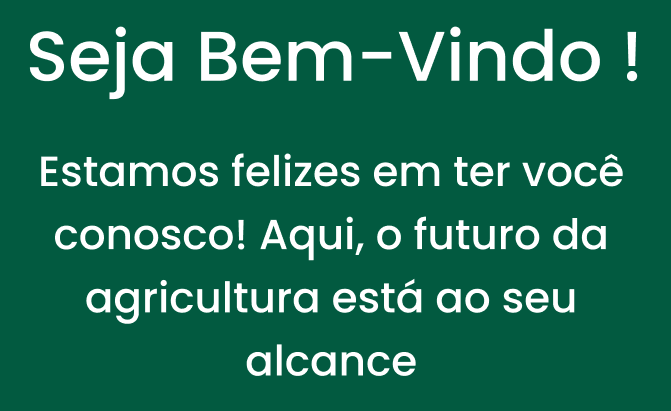 Seja Bem-Vindo !
Estamos felizes em ter você
conosco! Aqui, o futuro da
agricultura está ao seu
alcance